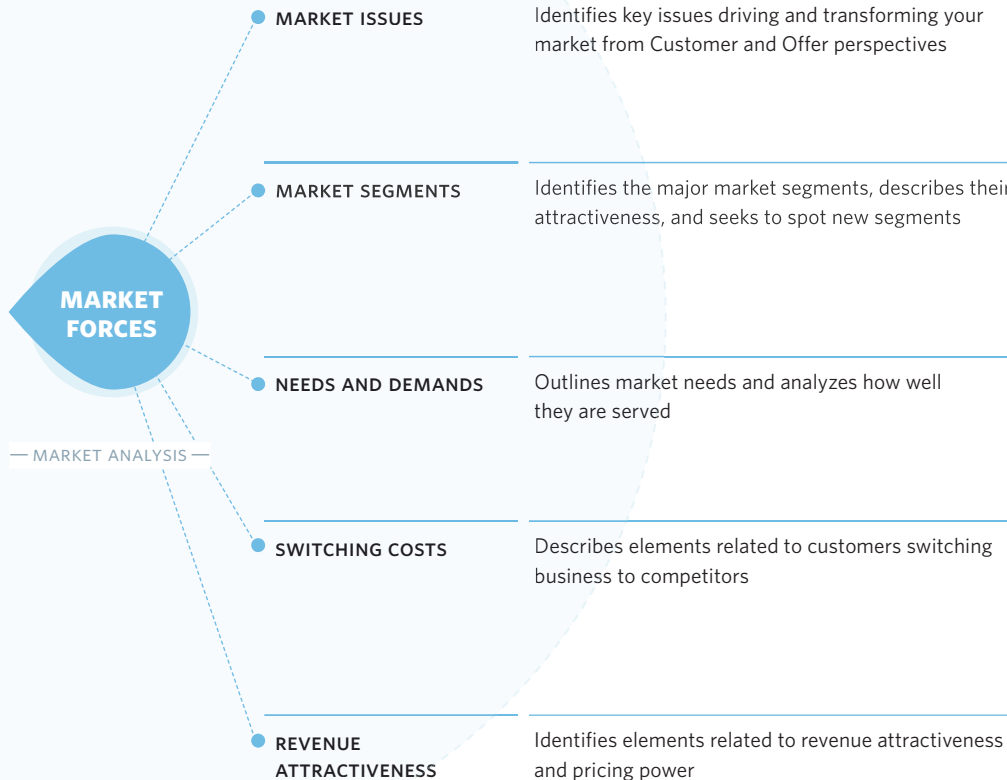 MARKET ISSUES
Identifies key issues driving and transforming your
market from Customer and Offer perspectives
MARKET SEGMENTS
Identifies the major market segments, describes their
attractiveness, and seeks to spot new segments
MARKET
FORCES
NEEDS AND DEMANDS
Outlines market needs and analyzes how well
they are served
— MARKET ANALYSIS —
SWITCHING COSTS
Describes elements related to customers switching
business to competitors
REVENUE
ATTRACTIVENESS
Identifies elements related to revenue attractiveness
and pricing power